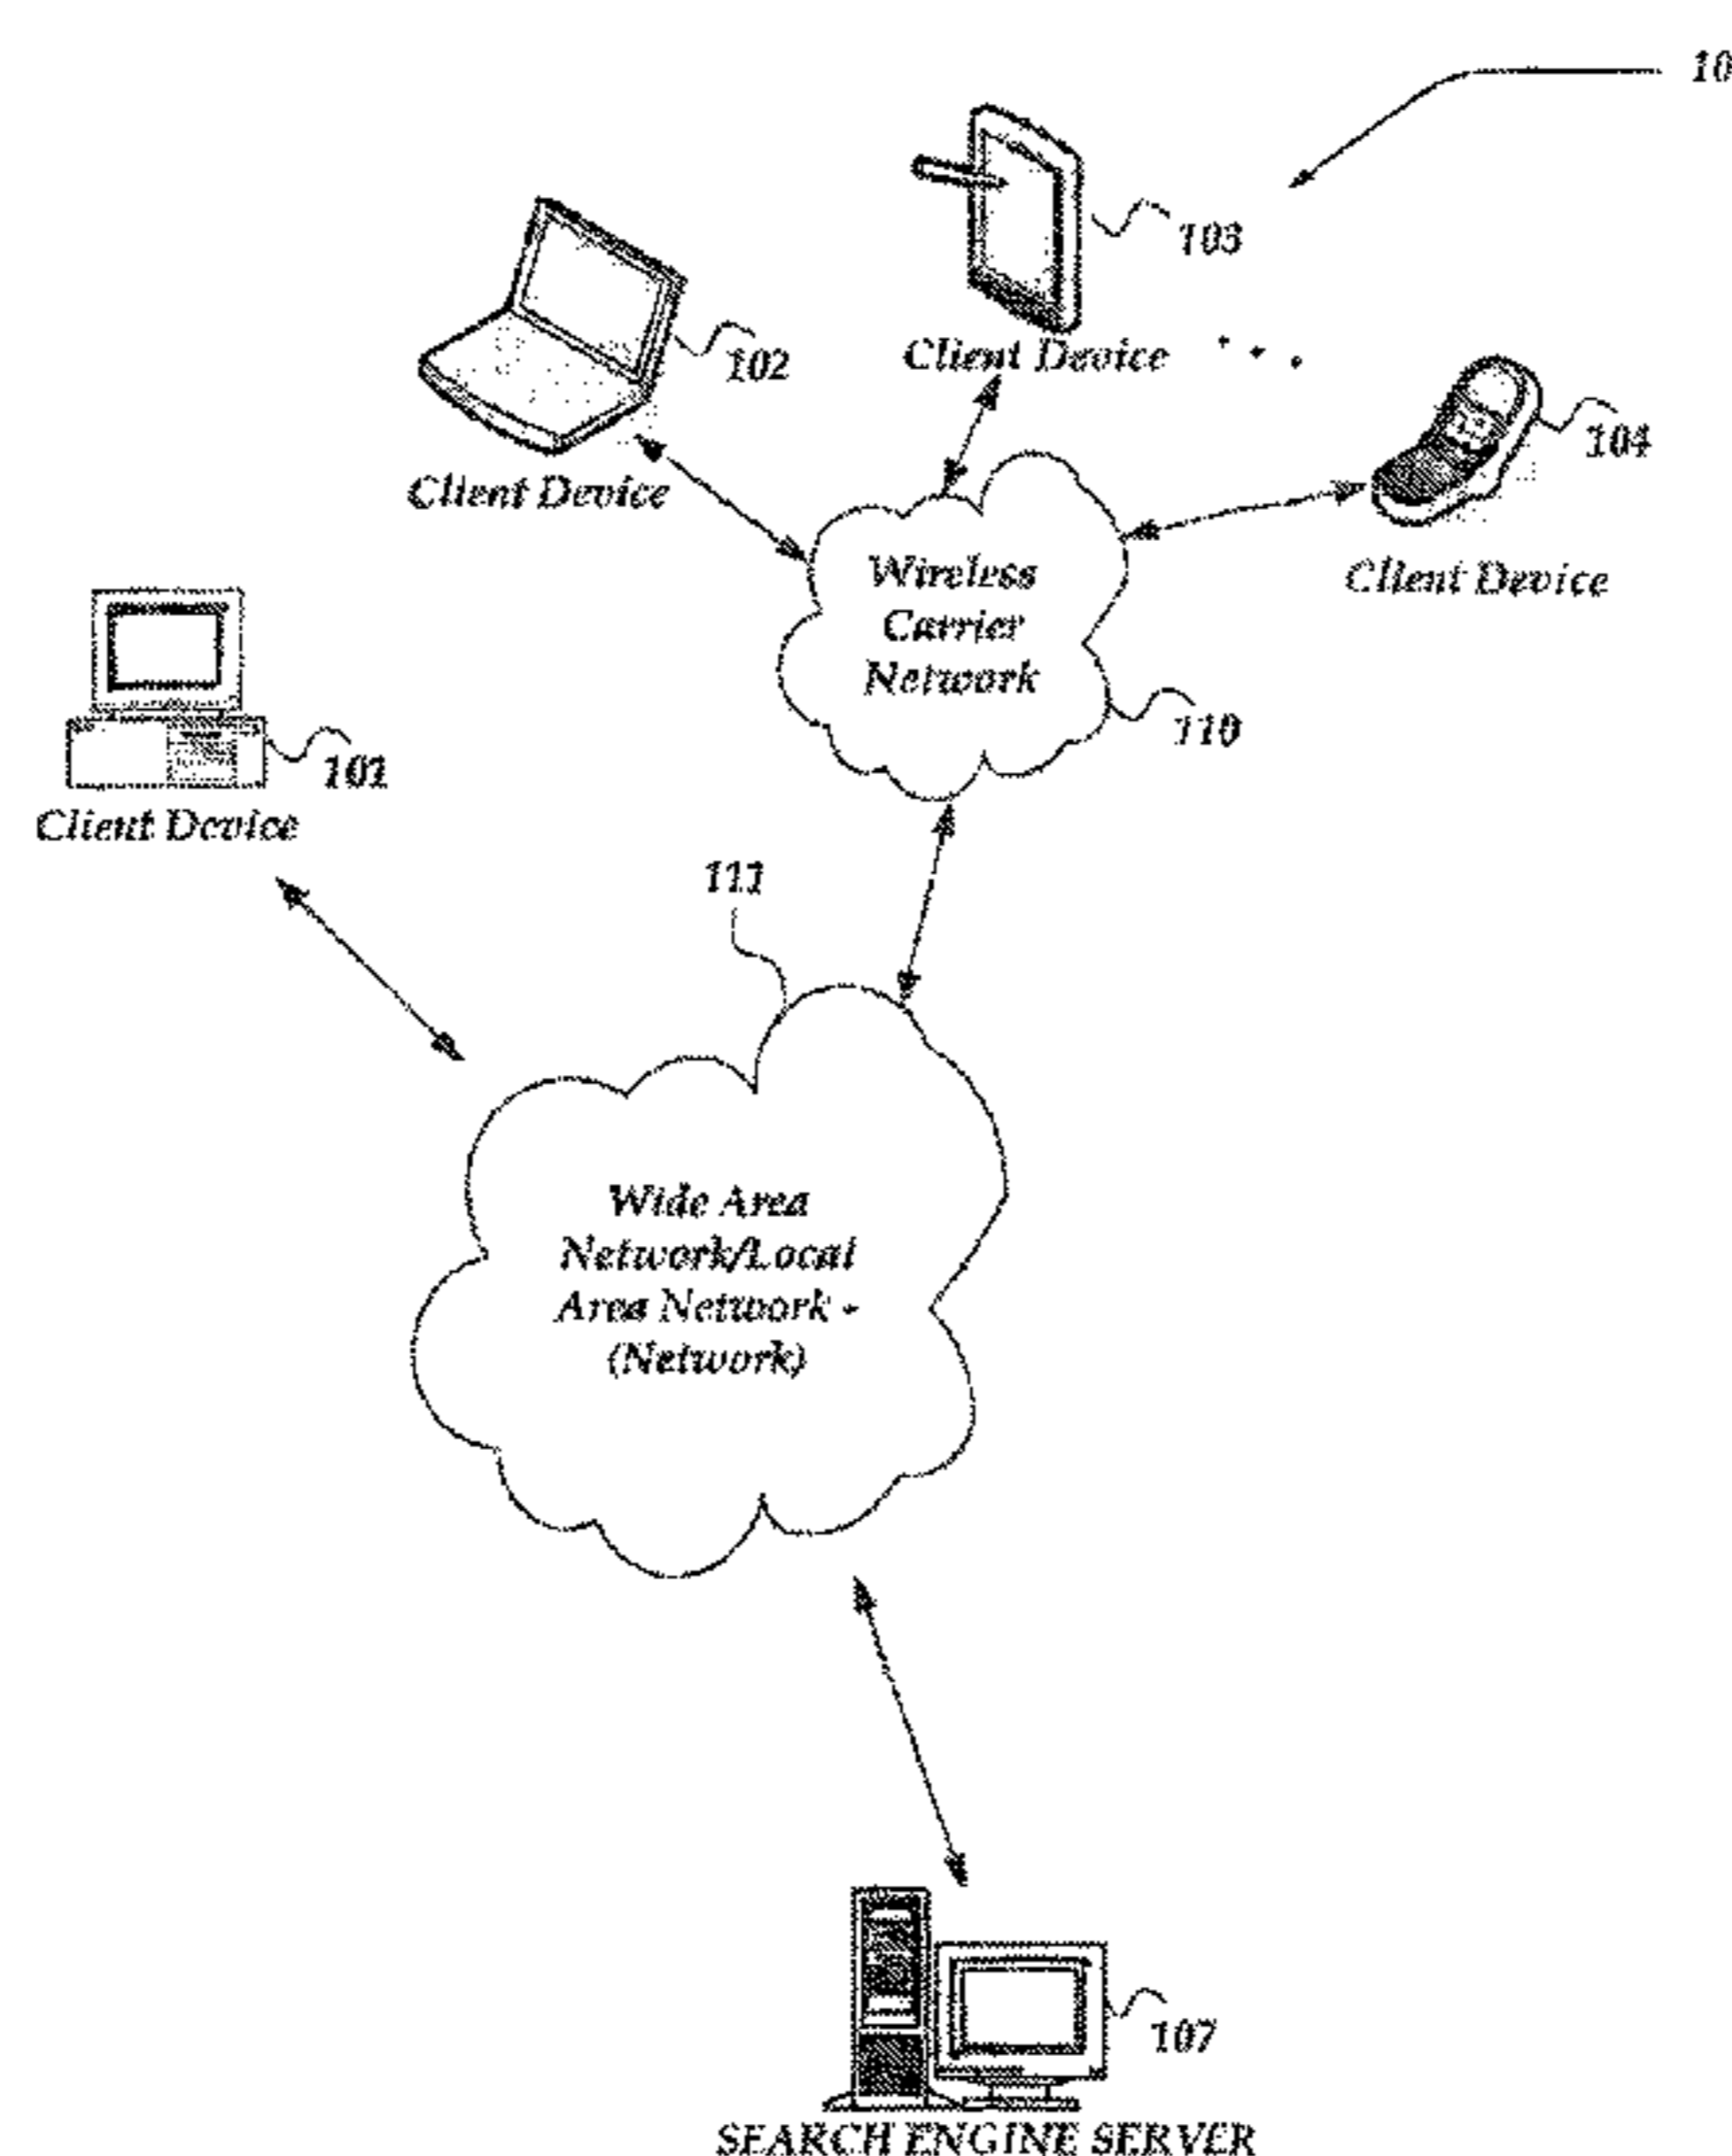 10
103
102
Client Device
104
Client Device
Wireless
Carrier
Network
Client Device
110
101
Client Device
111
Wide Area
Network/Local
Area Network -
(Network)
107
SEARCH ENGINE SERVER